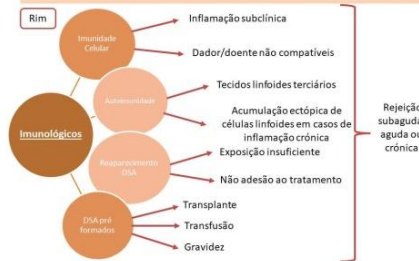 Rim
Imunidade
Celular
Inflamação subclínica
Dador/doente não compatíveis
Autoimunidade
Tecidos linfoides terciários
Acumulação ectópica de
células linfoides em casos de
inflamação crónica
Imunológicos
Reaparecimento
DSA
Exposição insuficiente
Não adesão ao tratamento
DSA pré
formados
Transplante
Transfusão
Gravidez
Rejeição
subaguda
aguda ou
crónica